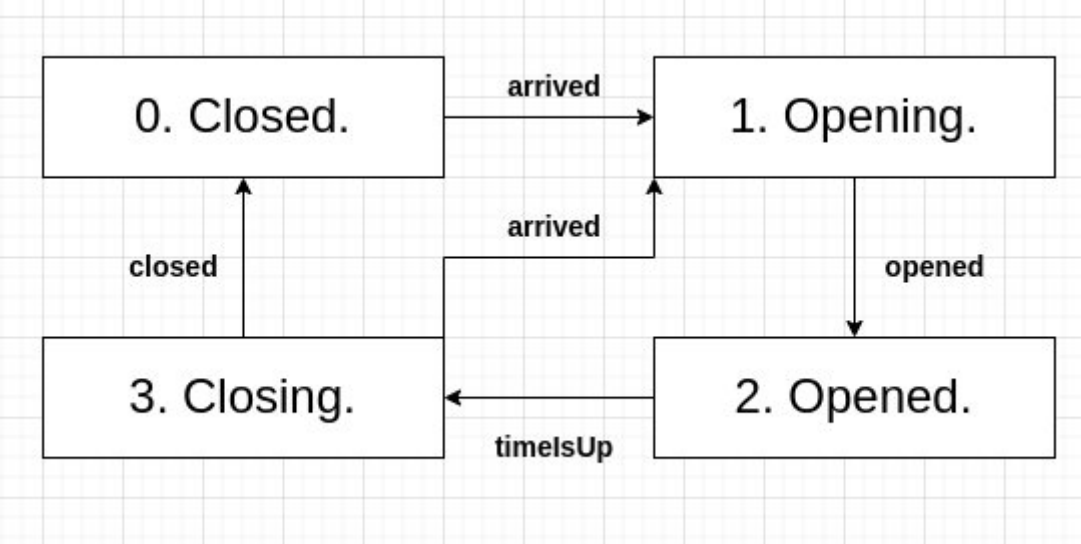 arrived
0. Closed.
1. Opening.
arrived
closed
opened
3. Closing.
2. Opened.
timeIsUp